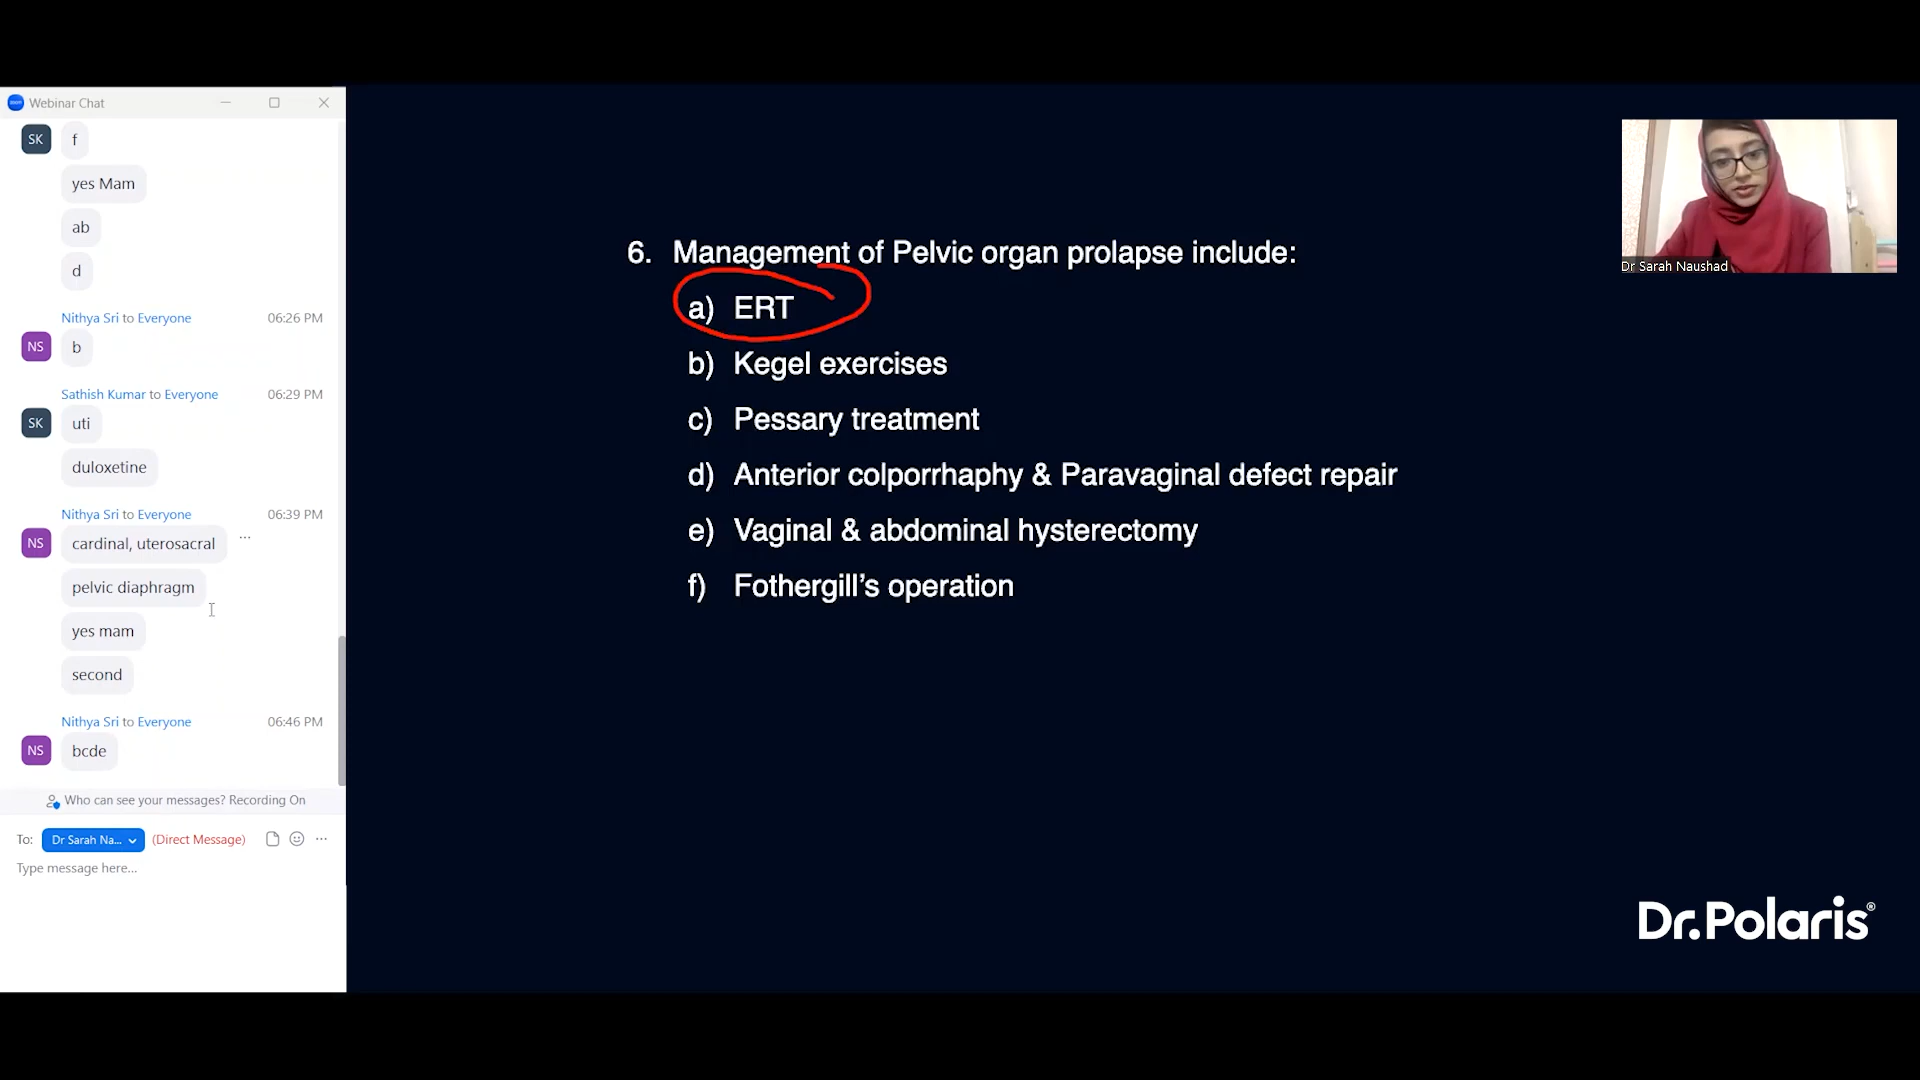 Webinar Chat
SK
f
yes Mam
ab
d
Nithya Sri to Everyone 06:26 PM
NS
b
Sathish Kumar to Everyone 06:29 PM
SK
uti
duloxetine
Nithya Sri to Everyone 06:39 PM
NS
cardinal, uterosacral
pelvic diaphragm
yes mam
second
Nithya Sri to Everyone 06:46 PM
NS
bcde
Who can see your messages? Recording On
To: Dr Sarah Na... (Direct Message)
Type message here...
6. Management of Pelvic organ prolapse include:
a) ERT
b) Kegel exercises
c) Pessary treatment
d) Anterior colporrhaphy & Paravaginal defect repair
e) Vaginal & abdominal hysterectomy
f) Fothergill’s operation
Dr Sarah Naushad
Dr.Polaris®